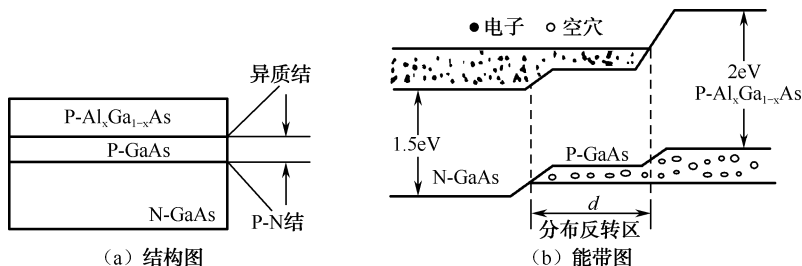 异质结
P-AlxGa1-xAs
P-GaAs
N-GaAs
P-N结
（a）结构图
● 电子 ○ 空穴
2eV
P-AlxGa1-xAs
1.5eV
P-GaAs
N-GaAs
d
分布反转区
（b）能带图